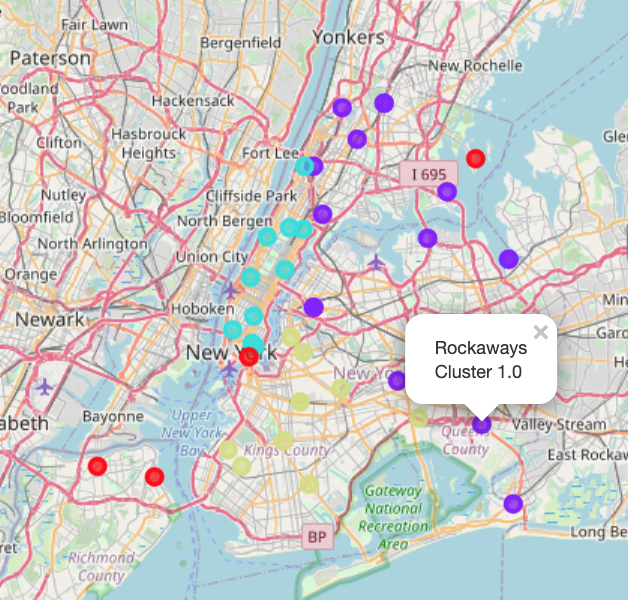 Fair Lawn
Yonkers
Paterson
Bergenfield
New Rochelle
oodland
Park
Hackensack
Clifton
Hasbrouck
Heights
Fort Lee
Glen
I 695
Nutley
Cliffside Park
Bloomfield
North Bergen
North Arlington
Union City
Orange
Min
Hoboken
Newark
Gard
Rockaways
Cluster 1.0
×
New York
New Yo
He
Bayonne
abeth
Upper
New York
Bay
Kings County
Queens
County
Valley Stream
East Rockaw
Gateway
National
Recreation
Area
BP
Long Be
ret
Richmond
County